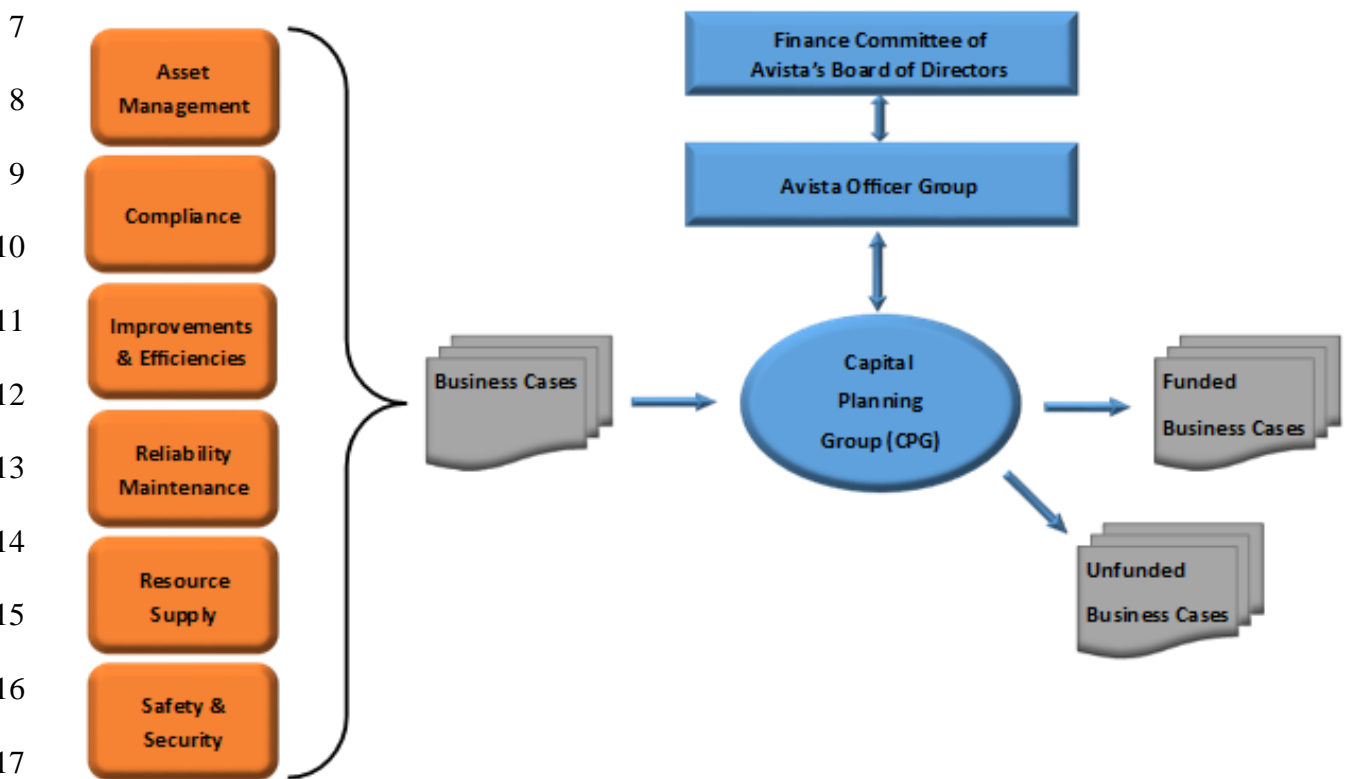 7
8
9
10
11
12
13
14
15
16
17
Asset
Management
Compliance
Improvements
& Efficiencies
Reliability
Maintenance
Resource
Supply
Safety &
Security
Business Cases
Finance Committee of
Avista's Board of Directors
Avista Officer Group
Capital
Planning
Group (CPG)
Funded
Business Cases
Unfunded
Business Cases